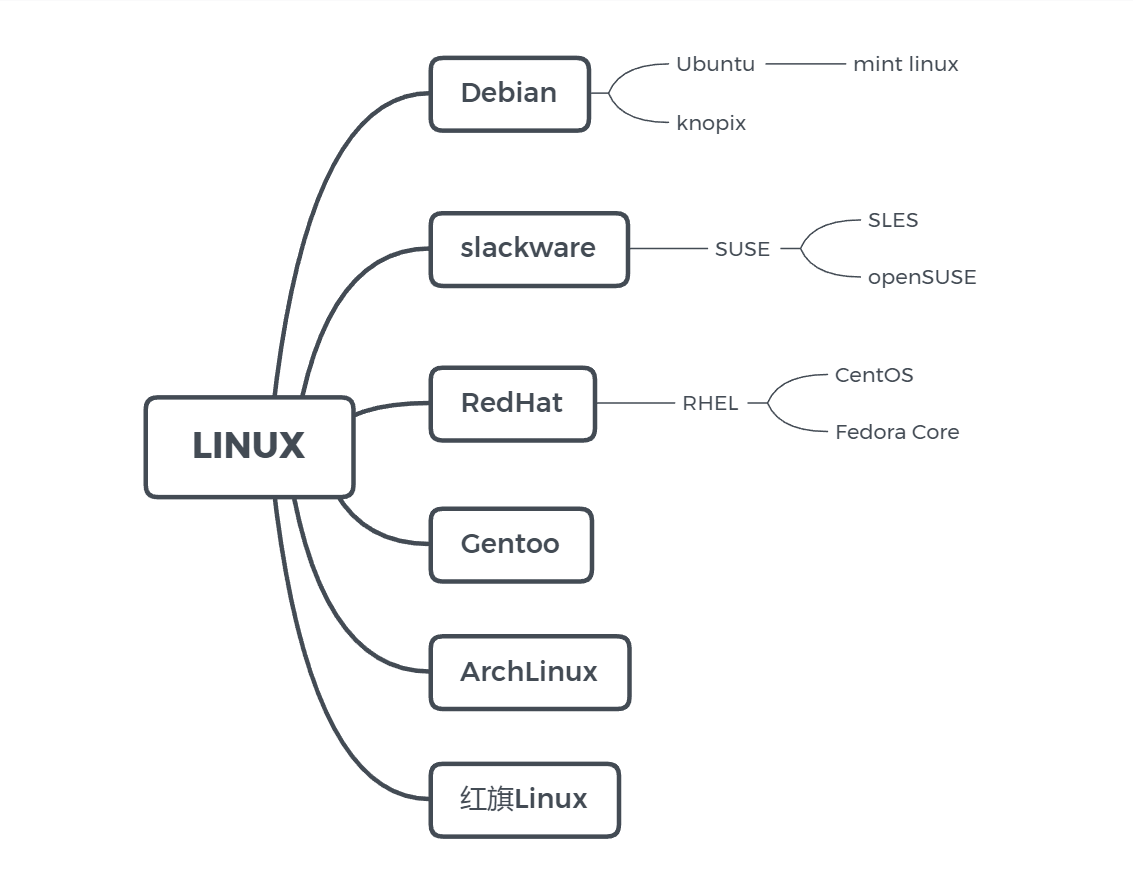 Debian
Ubuntu
mint linux
knopix
slackware
SUSE
SLES
openSUSE
RedHat
RHEL
CentOS
Fedora Core
LINUX
Gentoo
ArchLinux
红旗Linux